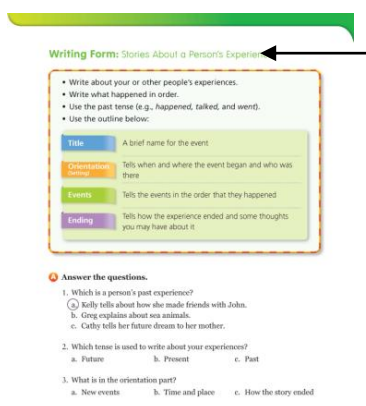 Writing Form: Stories About a Person's Experien
• Write about your or other people's experiences.
• Write what happened in order.
• Use the past tense (e.g., happened, talked, and went).
• Use the outline below:
Title A brief name for the event
Orientation Tells when and where the event began and who was
(Setting) there
Events Tells the events in the order that they happened
Ending Tells how the experience ended and some thoughts
you may have about it
A Answer the questions.
1. Which is a person's past experience?
a. Kelly tells about how she made friends with John.
b. Greg explains about sea animals.
c. Cathy tells her future dream to her mother.
2. Which tense is used to write about your experiences?
a. Future b. Present c. Past
3. What is in the orientation part?
a. New events b. Time and place c. How the story ended